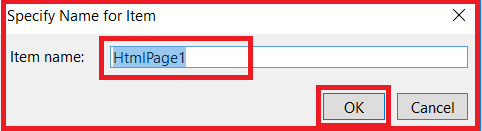 Specify Name for Item
Item name: HtmlPage1
OK Cancel